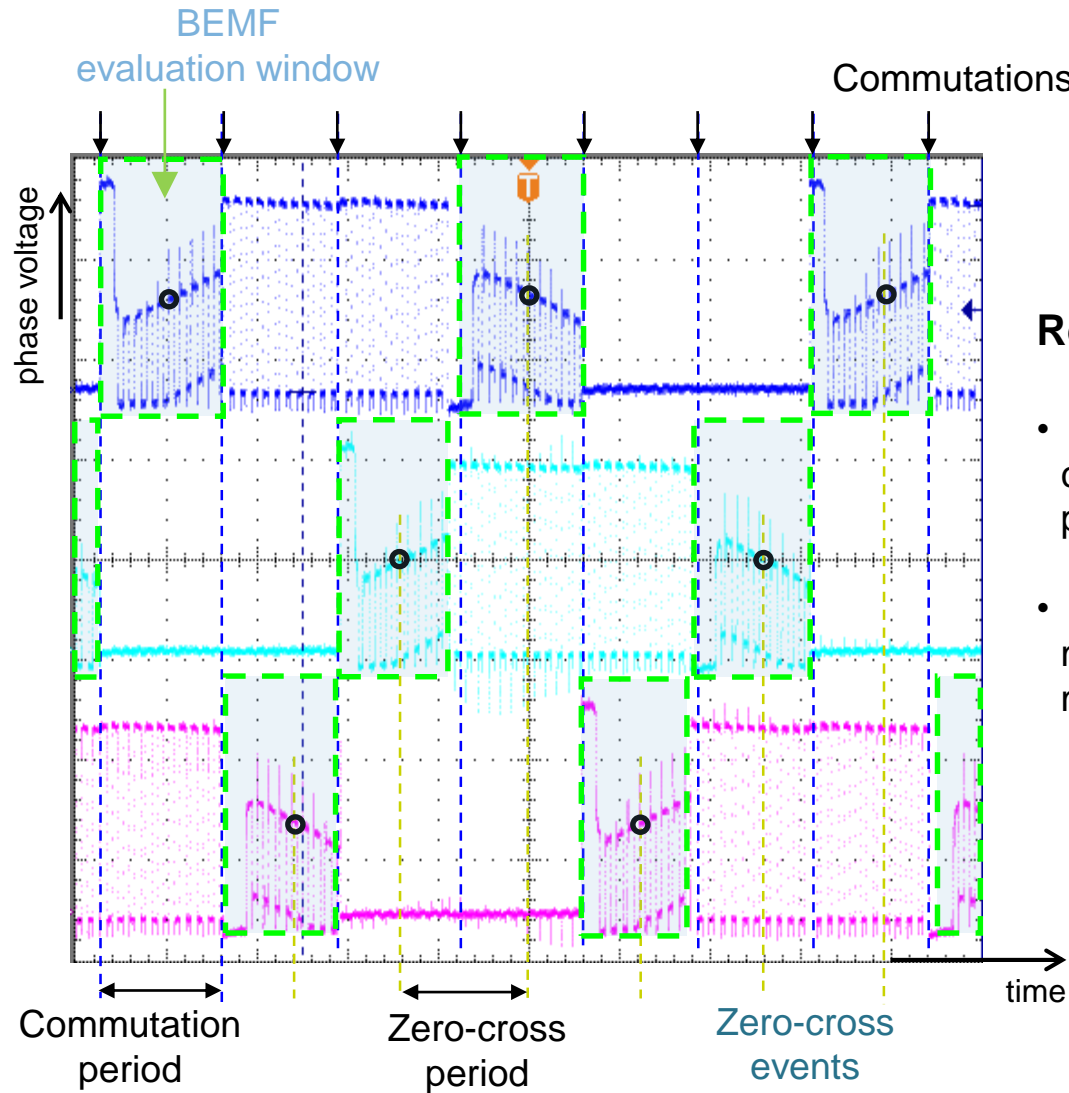 BEMF
evaluation window
Commutations
phase voltage
T
time
Commutation
period
Zero-cross
period
Zero-cross
events